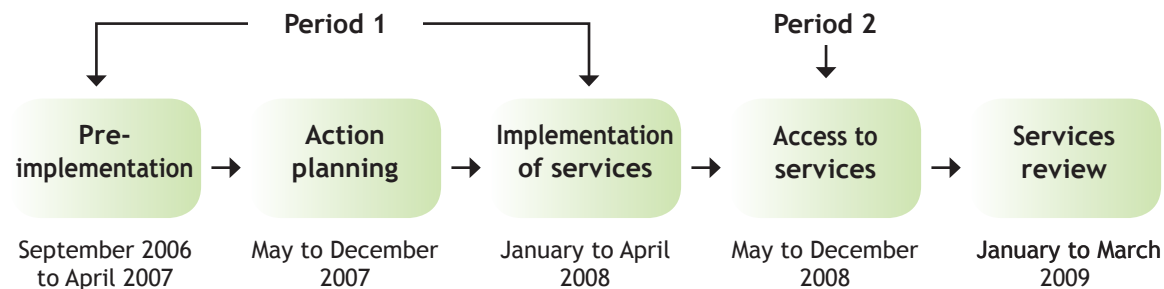 Period 1
Period 2
Pre-
implementation
Action
planning
Implementation
of services
Access to
services
Services
review
September 2006
to April 2007
May to December
2007
January to April
2008
May to December
2008
January to March
2009